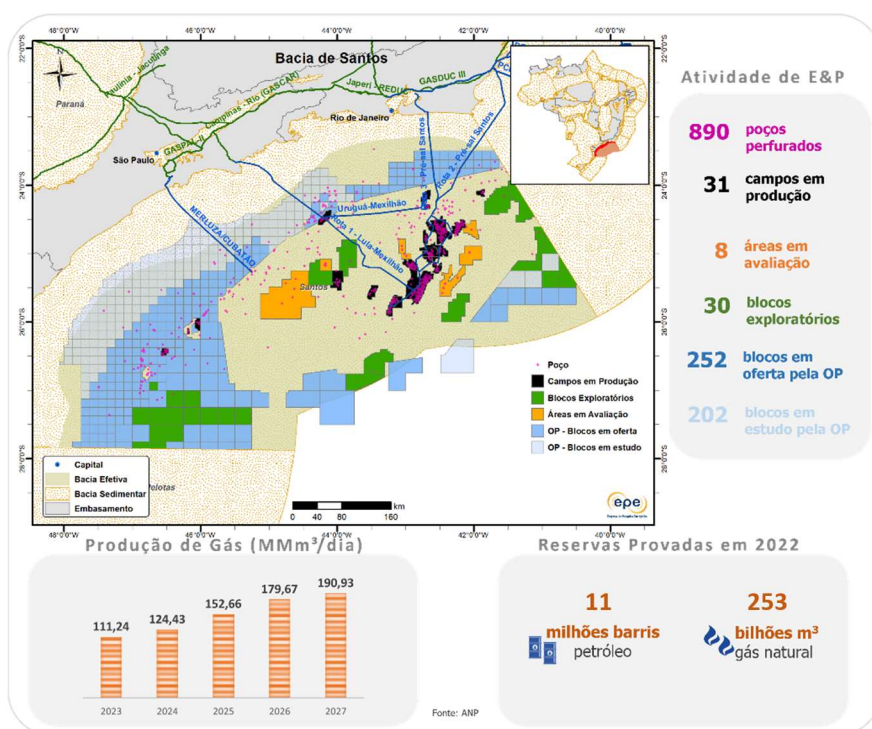 Bacia de Santos
48°0'0"W
46°0'0"W
44°0'0"W
42°0'0"W
40°0'0"W
22°0'0"S
24°0'0"S
26°0'0"S
28°0'0"S
N
Paraná
Paulínia - Jacutinga
Campinas - Rio (GASCAR)
GASPAL II
Japeri - REDUC
GASDUC III
Rio de Janeiro
São Paulo
MERLUZA/CUBATÃO
Uruguá-Mexilhão
Rota 1 - Lula-Mexilhão
Rota 2 - Pré-sal Santos
3 - Pré-sal Santos
Santos
Poço
Campos em Produção
Blocos Exploratórios
Áreas em Avaliação
OP - Blocos em oferta
OP - Blocos em estudo
Capital
Bacia Efetiva
Bacia Sedimentar
Embasamento
elotas
0 40 80 160
km
epe
Atividade de E&P
890 poços
perfurados
31 campos em
produção
8 áreas em
avaliação
30 blocos
exploratórios
252 blocos em
oferta pela OP
202 blocos em
estudo pela OP
Produção de Gás (MMm³/dia)
111,24
124,43
152,66
179,67
190,93
2023
2024
2025
2026
2027
Fonte: ANP
Reservas Provadas em 2022
11
milhões barris
petróleo
253
bilhões m³
gás natural